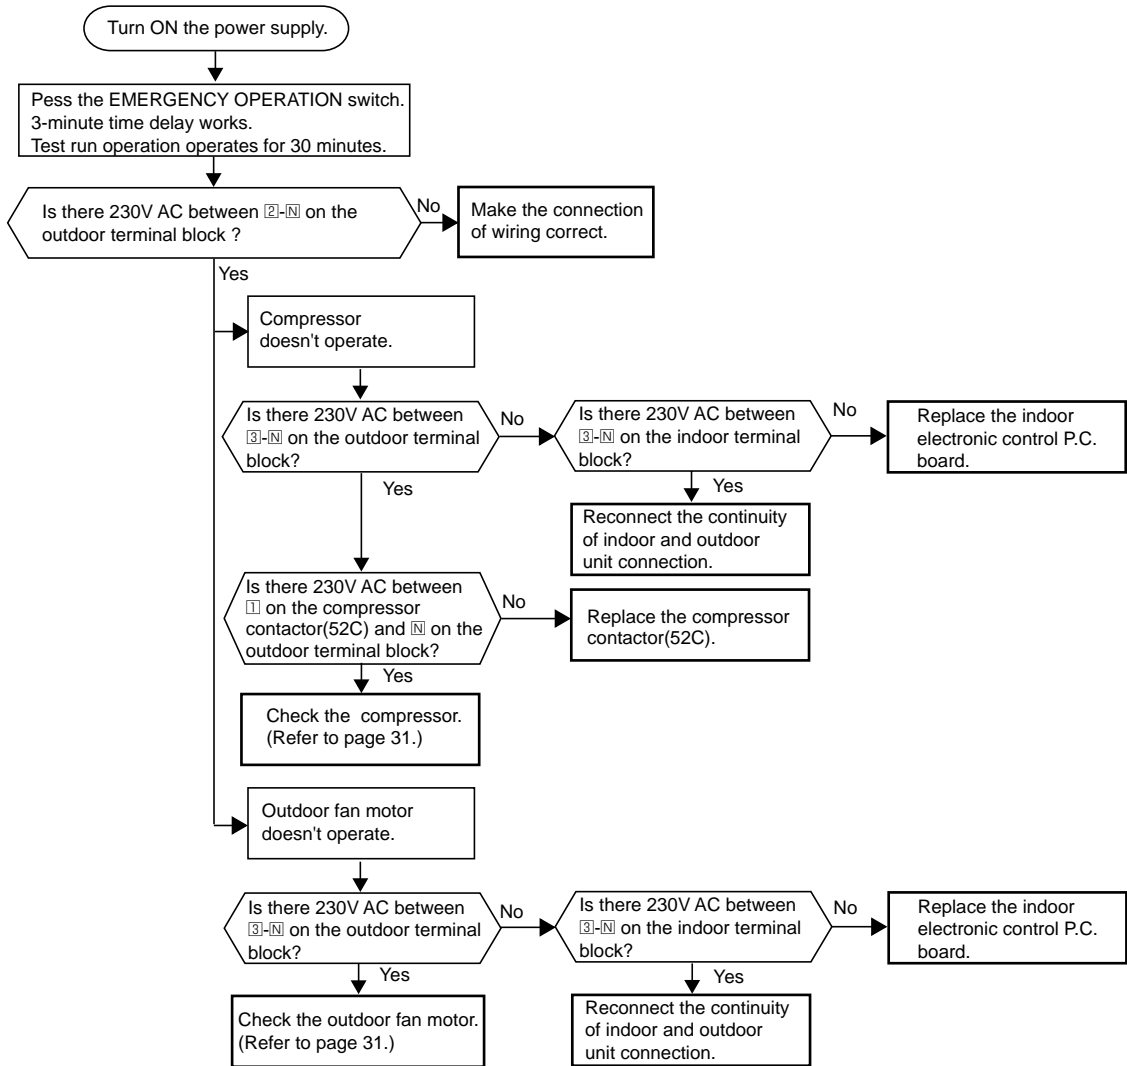 Turn ON the power supply.
Pess the EMERGENCY OPERATION switch.
3-minute time delay works.
Test run operation operates for 30 minutes.
Is there 230V AC between 2-N on the
outdoor terminal block ?
No
Make the connection
of wiring correct.
Yes
Compressor
doesn't operate.
Is there 230V AC between
3-N on the outdoor terminal
block?
No
Is there 230V AC between
3-N on the indoor terminal
block?
No
Replace the indoor
electronic control P.C.
board.
Yes
Yes
Reconnect the continuity
of indoor and outdoor
unit connection.
Is there 230V AC between
1 on the compressor
contactor(52C) and N on the
outdoor terminal block?
No
Replace the compressor
contactor(52C).
Yes
Check the compressor.
(Refer to page 31.)
Outdoor fan motor
doesn't operate.
Is there 230V AC between
3-N on the outdoor terminal
block?
No
Is there 230V AC between
3-N on the indoor terminal
block?
No
Replace the indoor
electronic control P.C.
board.
Yes
Yes
Check the outdoor fan motor.
(Refer to page 31.)
Reconnect the continuity
of indoor and outdoor
unit connection.